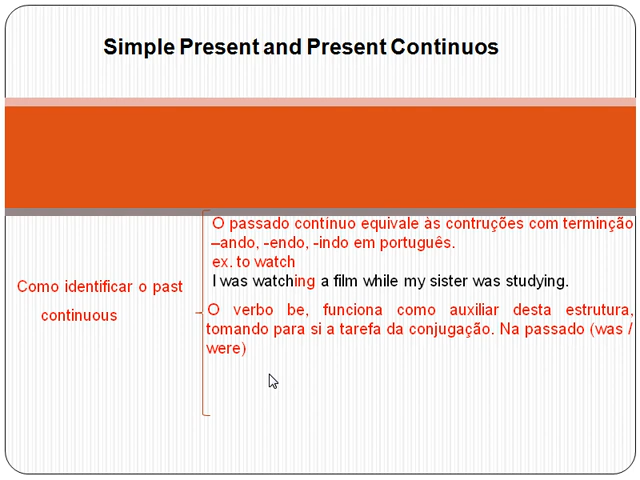 Simple Present and Present Continuos
O passado contínuo equivale às contruções com terminção
–ando, -endo, -indo em português.
ex. to watch
I was watching a film while my sister was studying.
Como identificar o past
continuous
O verbo be, funciona como auxiliar desta estrutura,
tomando para si a tarefa da conjugação. Na passado (was /
were)